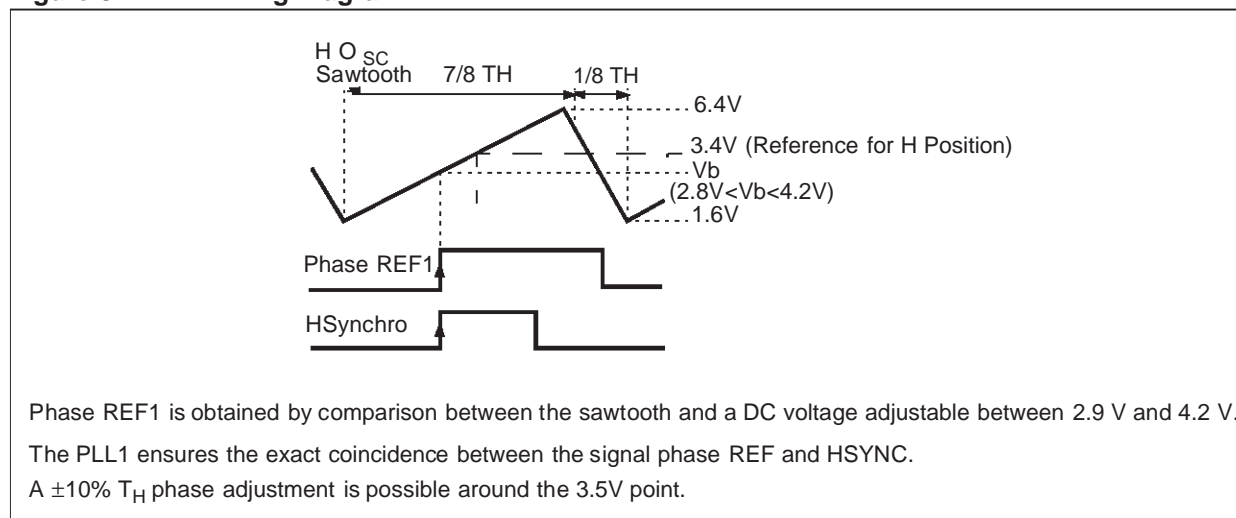 H O SC
Sawtooth
7/8 TH
1/8 TH
6.4V
3.4V (Reference for H Position)
Vb
(2.8V<Vb<4.2V)
1.6V
Phase REF1
HSynchro
Phase REF1 is obtained by comparison between the sawtooth and a DC voltage adjustable between 2.9 V and 4.2 V.
The PLL1 ensures the exact coincidence between the signal phase REF and HSYNC.
A ±10% TH phase adjustment is possible around the 3.5V point.